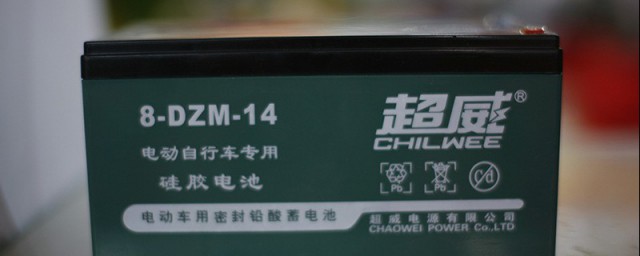 8-DZM-14
电动自行车专用
硅胶电池
超威®
CHILWEE
Pb Pb Cd
电动车用密封铅酸蓄电池
超威电源有限公司
CHAOWEI POWER Co.,LTD